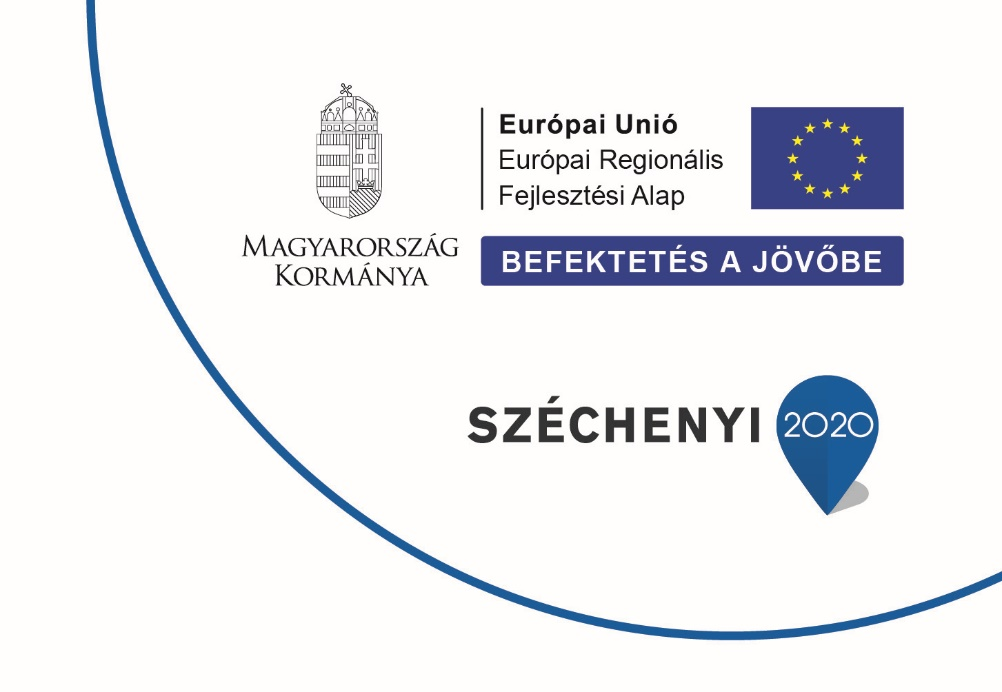 Európai Unió
Európai Regionális
Fejlesztési Alap
MAGYARORSZÁG
KORMÁNYA
BEFEKTETÉS A JÖVŐBE
SZÉCHENYI 2020